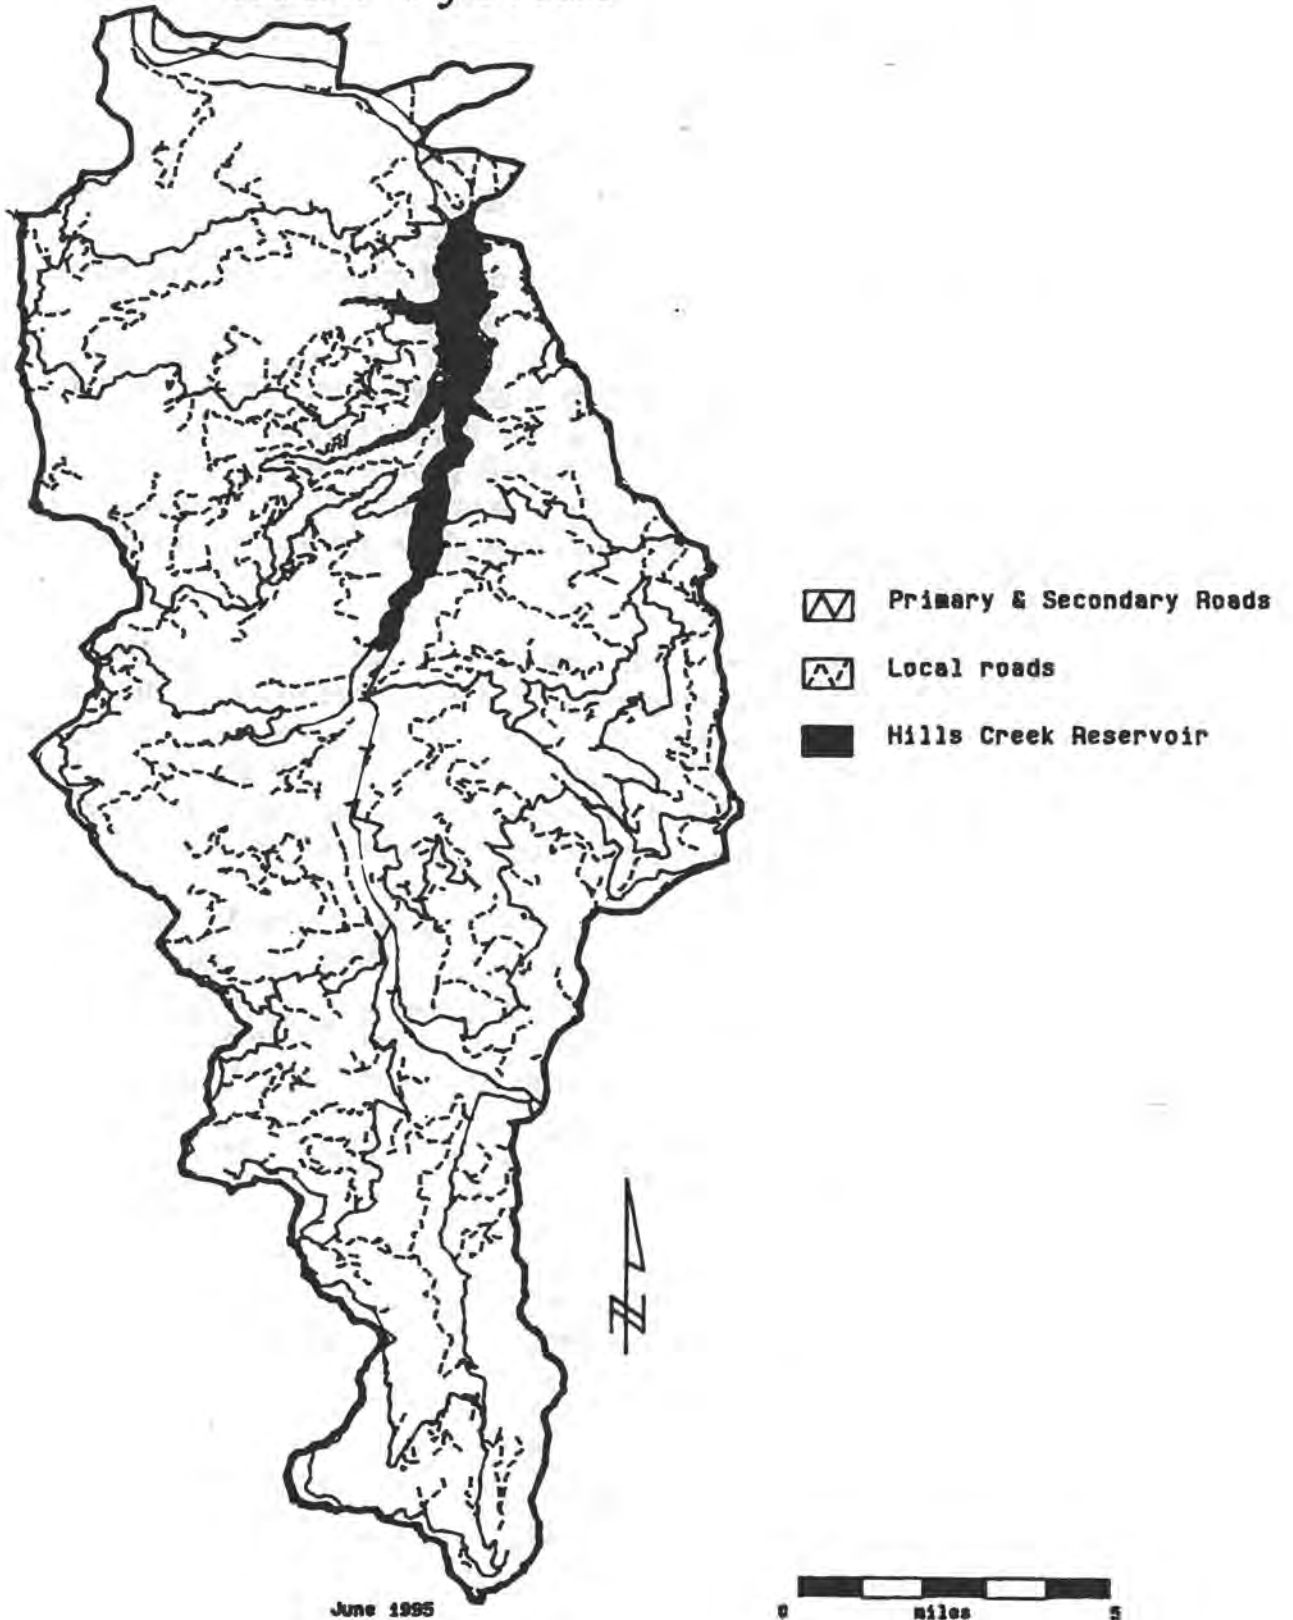 Primary & Secondary Roads
Local roads
Hills Creek Reservoir
N
June 1995
0 miles 5